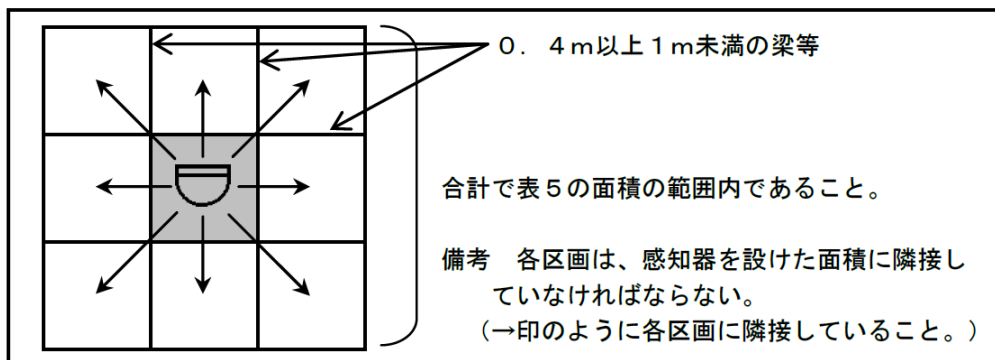 ０．４ｍ以上１ｍ未満の梁等
合計で表５の面積の範囲内であること。
備考　各区画は、感知器を設けた面積に隣接し
ていなければならない。
（→印のように各区画に隣接していること。）